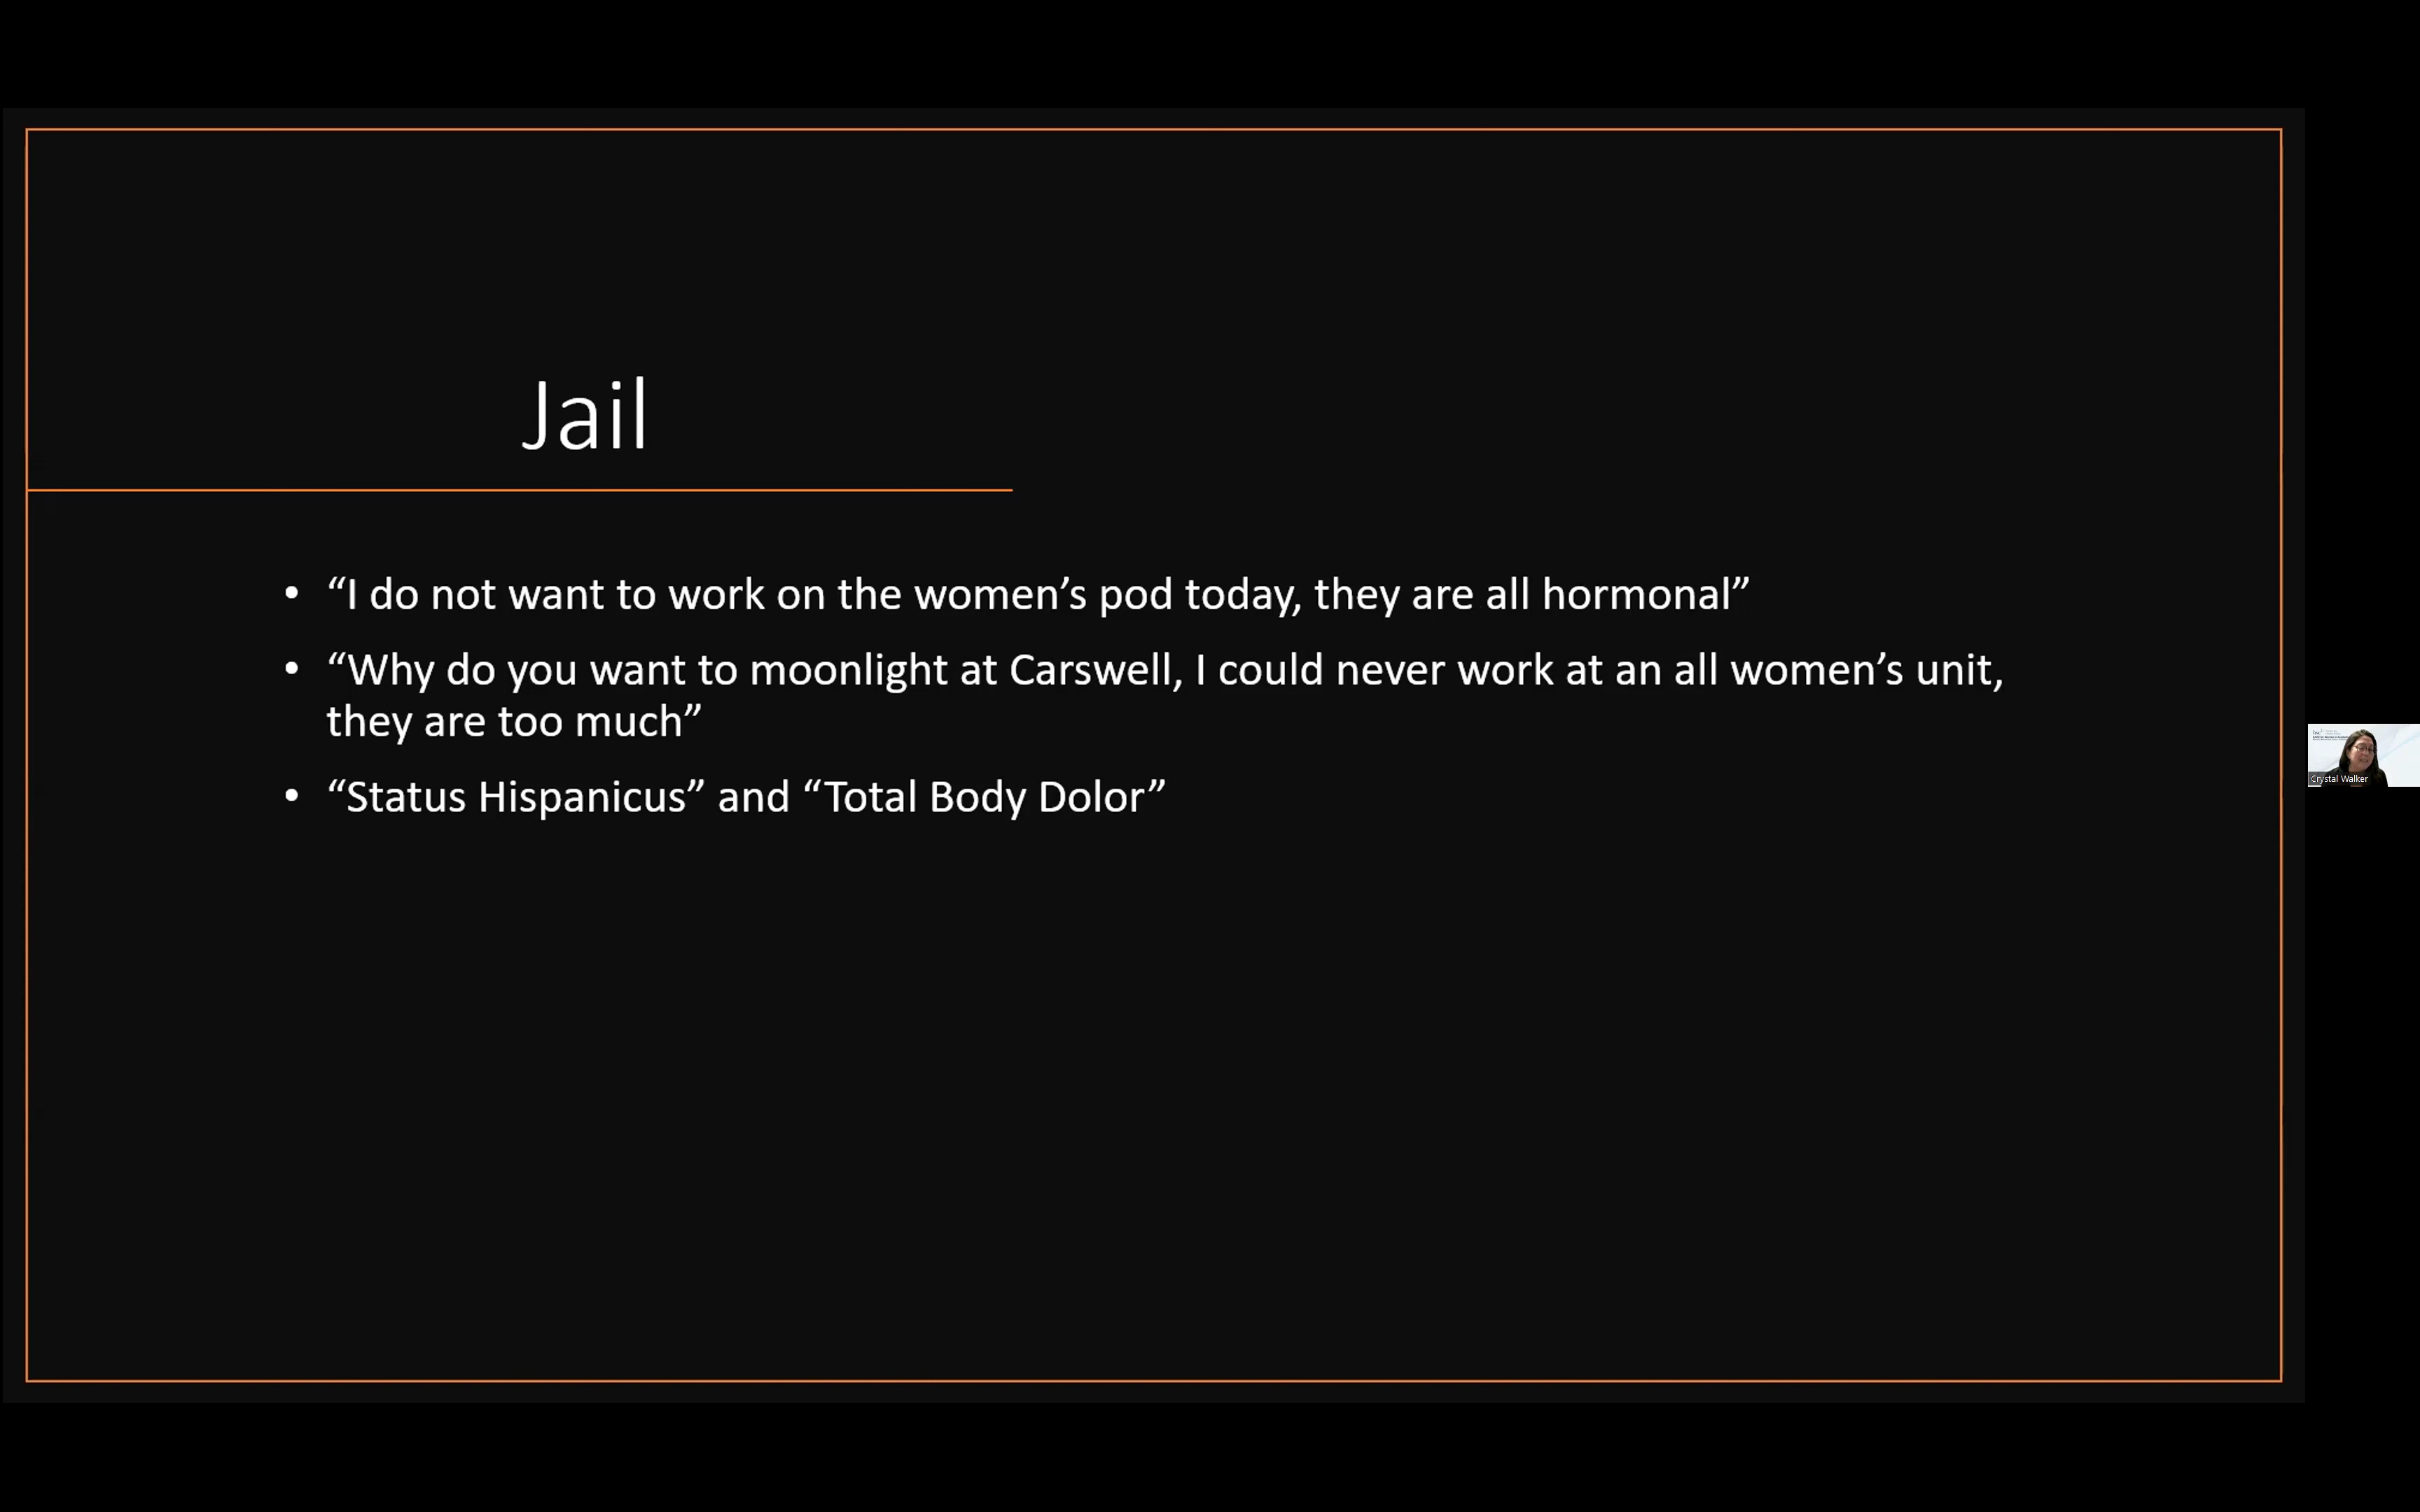 Jail
• “I do not want to work on the women’s pod today, they are all hormonal”
• “Why do you want to moonlight at Carswell, I could never work at an all women’s unit,
they are too much”
• “Status Hispanicus” and “Total Body Dolor”
Crystal Walker